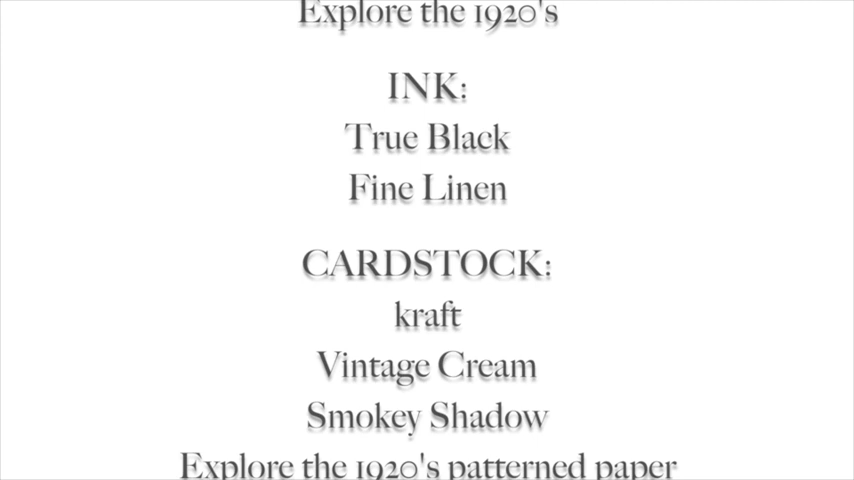 Explore the 1920's
INK:
True Black
Fine Linen
CARDSTOCK:
kraft
Vintage Cream
Smokey Shadow
Explore the 1920's patterned paper